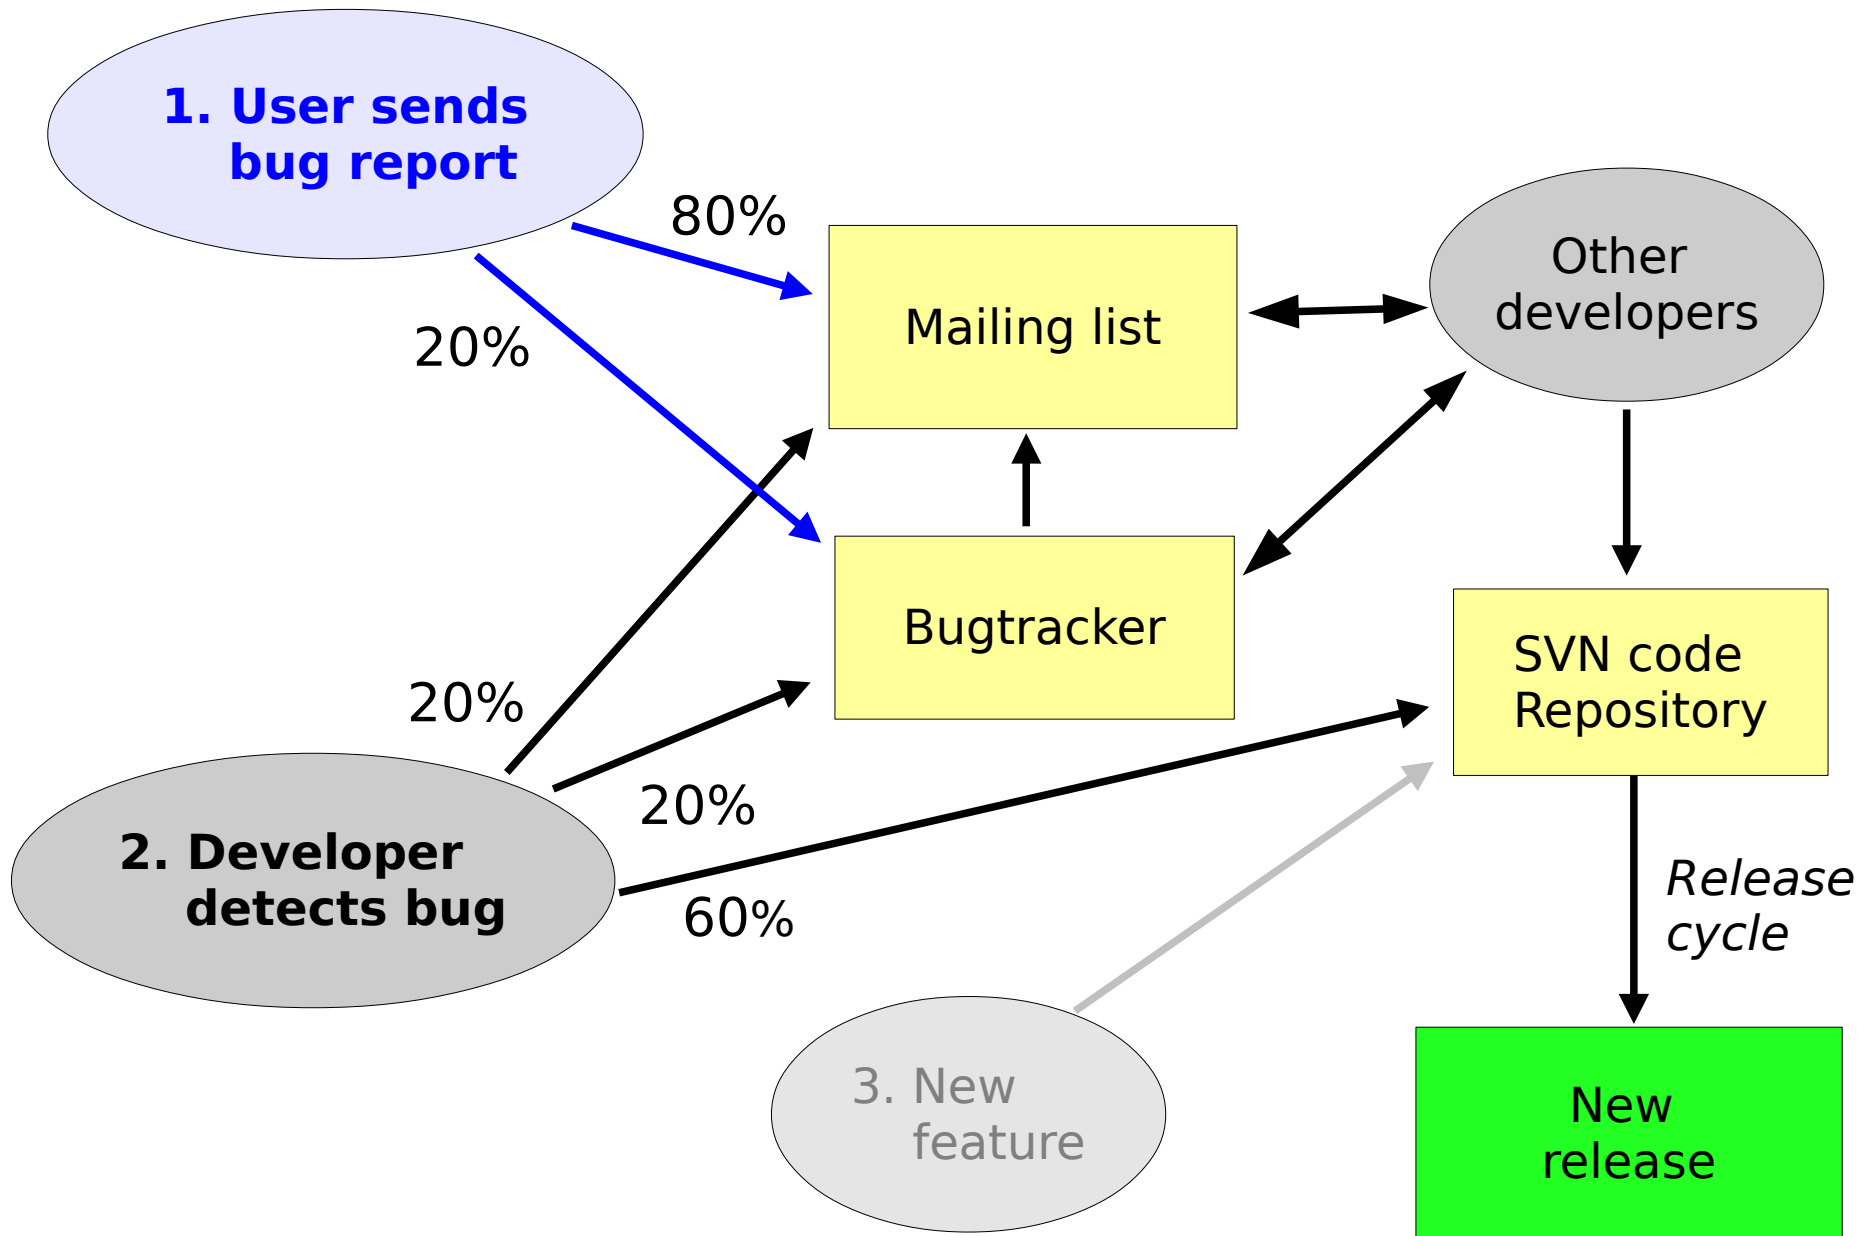 1. User sends
bug report
80%
20%
Mailing list
Other
developers
Bugtracker
SVN code
Repository
20%
20%
60%
2. Developer
detects bug
Release
cycle
3. New
feature
New
release